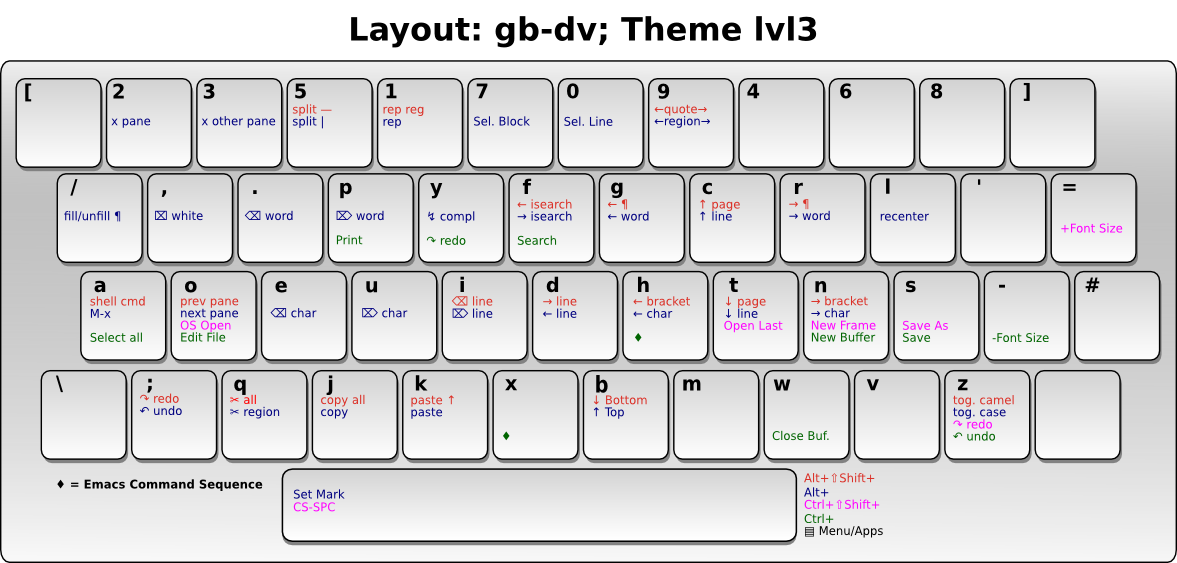 Layout: gb-dv; Theme lvl3
[
2
x pane
3
x other pane
5
split —
split |
1
rep reg
rep
7
Sel. Block
0
Sel. Line
9
←quote→
←region→
4
6
8
]
/
fill/unfill ¶
,
⌧ white
.
⌫ word
p
⌦ word
Print
y
↯ compl
↷ redo
f
← isearch
→ isearch
Search
g
← ¶
← word
c
↑ page
↑ line
r
→ ¶
→ word
l
recenter
'
=
+Font Size
a
shell cmd
M-x
Select all
o
prev pane
next pane
OS Open
Edit File
e
⌫ char
u
⌦ char
i
⌫ line
⌦ line
d
→ line
← line
h
← bracket
← char
♦
t
↓ page
↓ line
Open Last
n
→ bracket
→ char
New Frame
New Buffer
s
Save As
Save
-
-Font Size
#
\
;
↷ redo
↶ undo
q
✂ all
✂ region
j
copy all
copy
k
paste ↑
paste
x
♦
b
↓ Bottom
↑ Top
m
w
Close Buf.
v
z
tog. camel
tog. case
↷ redo
↶ undo
♦ = Emacs Command Sequence
Set Mark
CS-SPC
Alt+⇧Shift+
Alt+
Ctrl+⇧Shift+
Ctrl+
▤ Menu/Apps